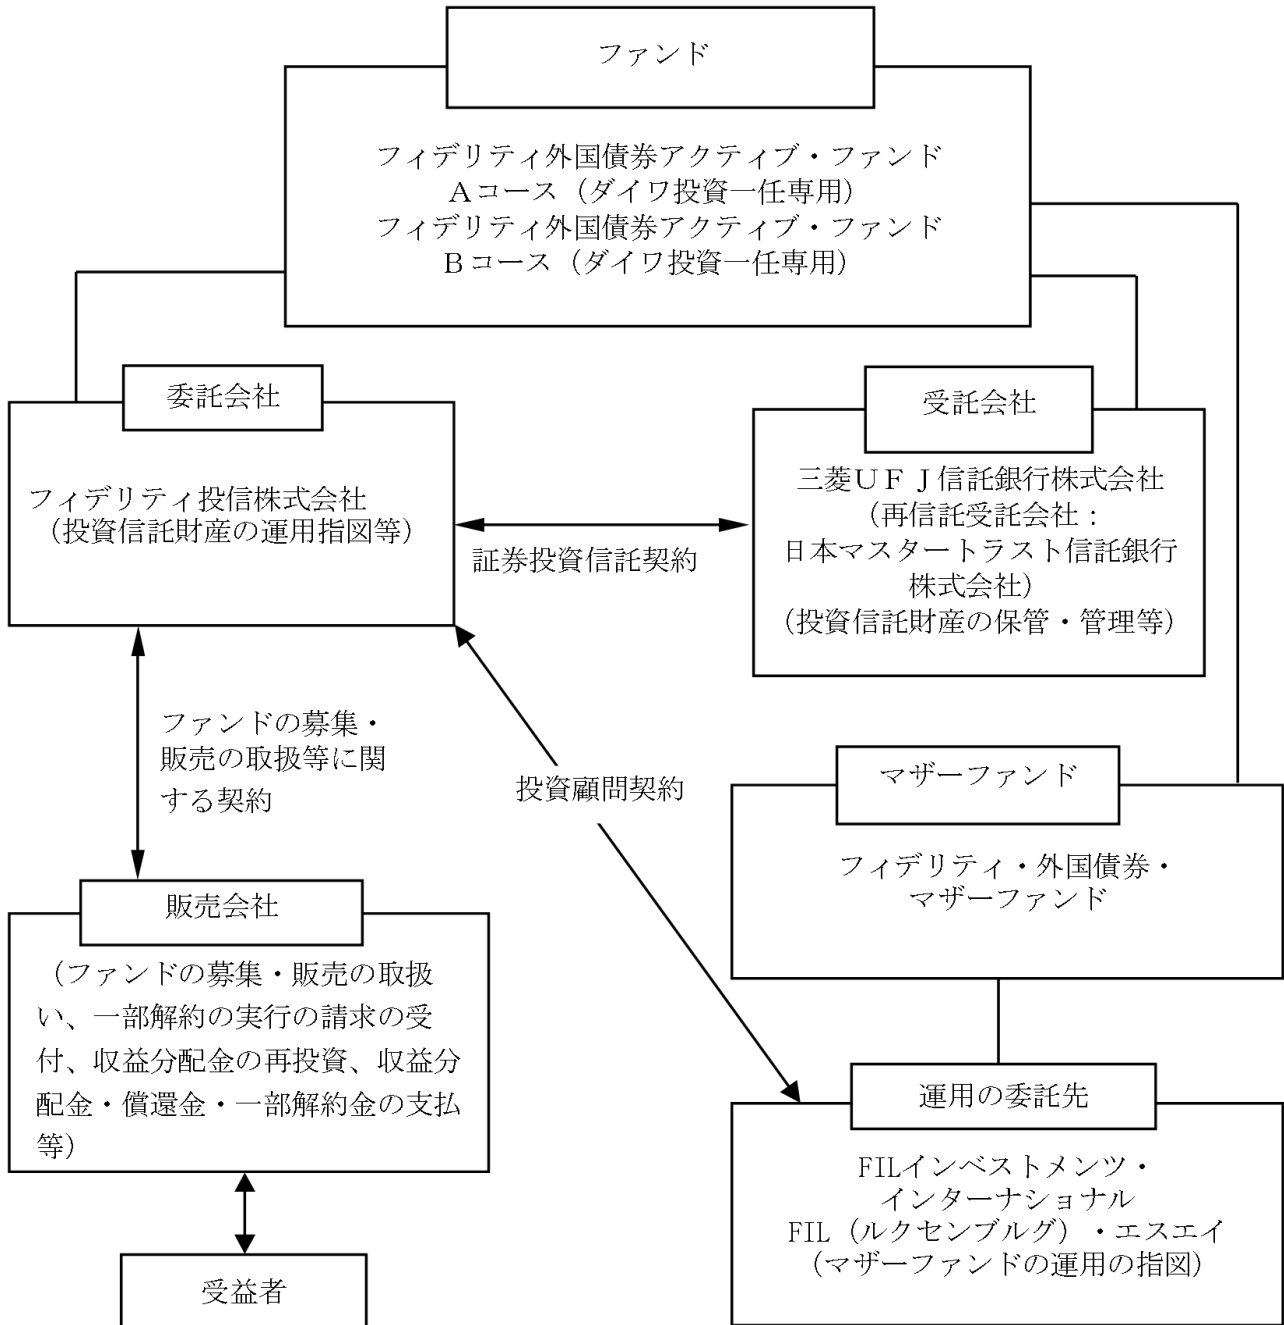 ファンド
フィデリティ外国債券アクティブ・ファンド
Ａコース（ダイワ投資一任専用）
フィデリティ外国債券アクティブ・ファンド
Ｂコース（ダイワ投資一任専用）
委託会社
フィデリティ投信株式会社
（投資信託財産の運用指図等）
証券投資信託契約
受託会社
三菱ＵＦＪ信託銀行株式会社
（再信託受託会社：
日本マスタートラスト信託銀行
株式会社）
（投資信託財産の保管・管理等）
ファンドの募集・
販売の取扱等に関
する契約
投資顧問契約
マザーファンド
フィデリティ・外国債券・
マザーファンド
販売会社
（ファンドの募集・販売の取扱
い、一部解約の実行の請求の受
付、収益分配金の再投資、収益分
配金・償還金・一部解約金の支払
等）
運用の委託先
FILインベストメンツ・
インターナショナル
FIL（ルクセンブルグ）・エスエイ
（マザーファンドの運用の指図）
受益者